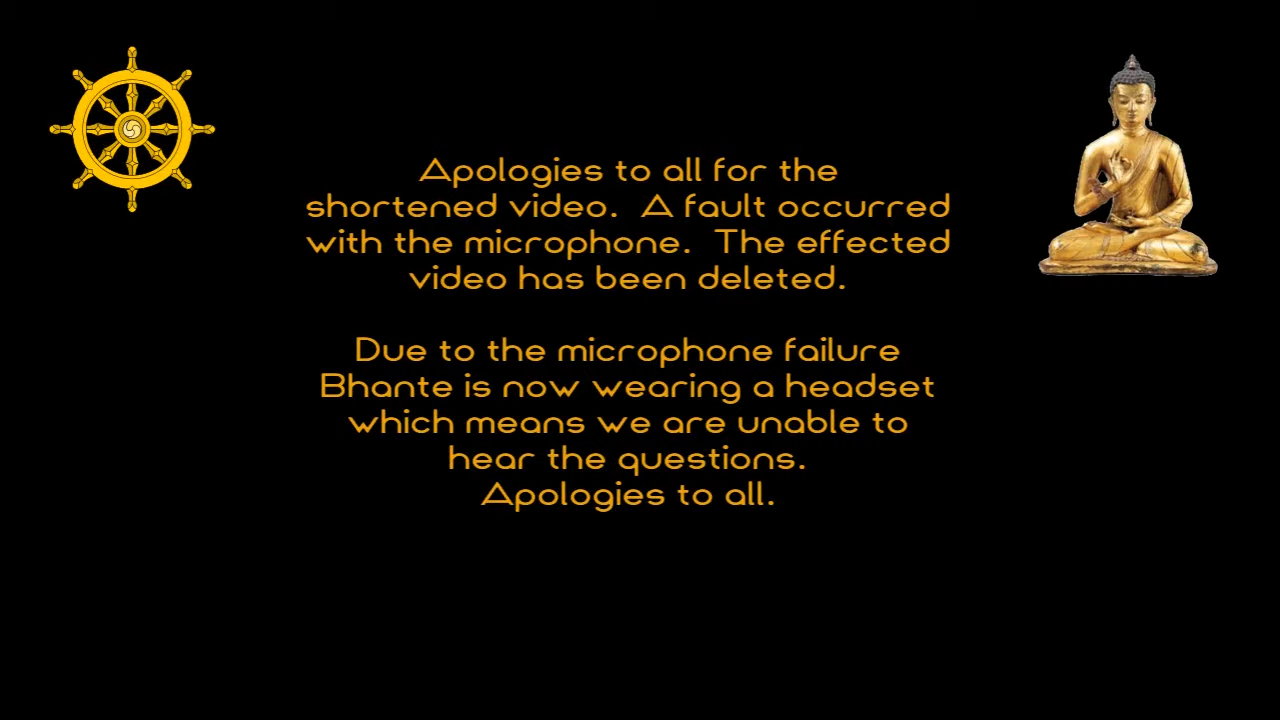 Apologies to all for the
shortened video.  A fault occurred
with the microphone.  The effected
video has been deleted.
Due to the microphone failure
Bhante is now wearing a headset
which means we are unable to
hear the questions.
Apologies to all.